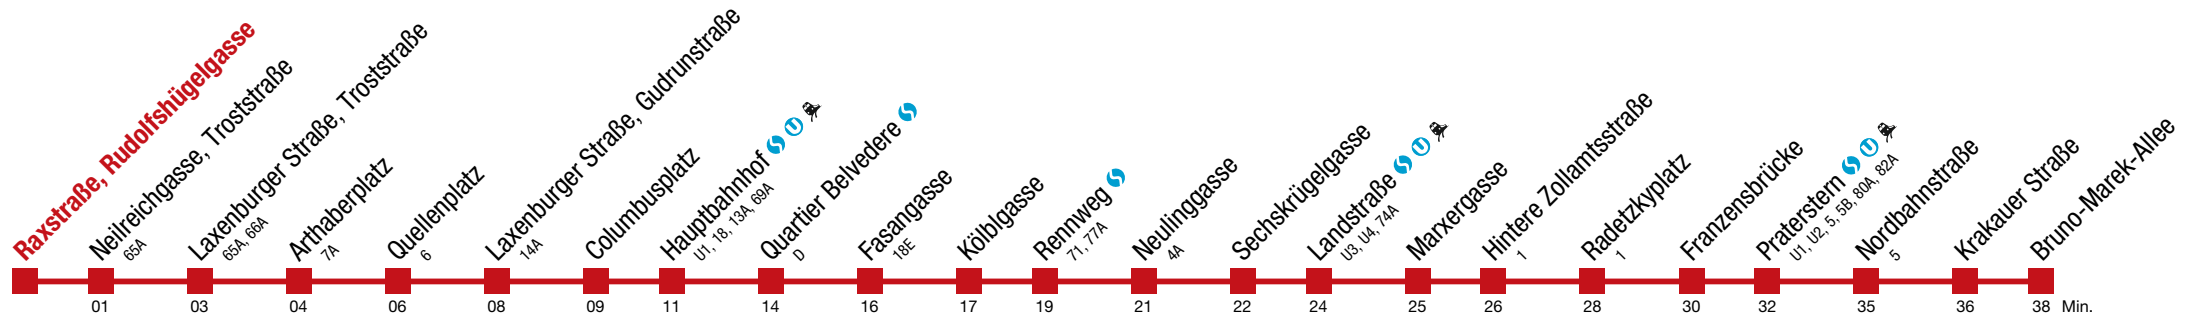 Raxstraße, Rudolfshügelgasse
Neilreichgasse, Troststraße
65A
Laxenburger Straße, Troststraße
65A, 66A
Arthaberplatz
7A
Quellenplatz
6
Laxenburger Straße, Gudrunstraße
14A
Columbusplatz
Hauptbahnhof S U
U1, 18, 13A, 69A
Quartier Belvedere S
D
Fasangasse
18E
Kölblgasse
Rennweg S
71, 77A
Neulinggasse
4A
Sechskrügelgasse
Landstraße S U
U3, U4, 74A
Marxergasse
Hintere Zollamtsstraße
1
Radetzkyplatz
1
Franzensbrücke
Praterstern S U
U1, U2, 5, 5B, 80A, 82A
Nordbahnstraße
5
Krakauer Straße
Bruno-Marek-Allee
01 03 04 06 08 09 11 14 16 17 19 21 22 24 25 26 28 30 32 35 36 38 Min.